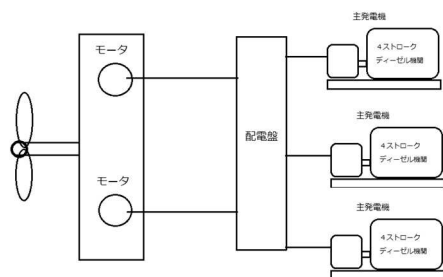 主発電機
4ストローク
ディーゼル機関
モータ
配電盤
主発電機
4ストローク
ディーゼル機関
モータ
主発電機
4ストローク
ディーゼル機関